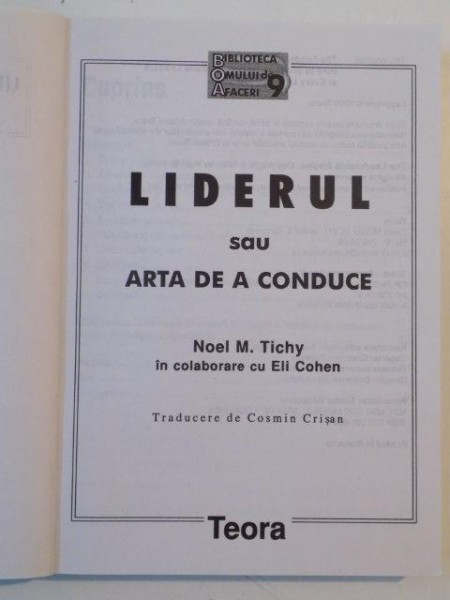 BIBLIOTECA
OMULUI de
AFACERI
9
LIDERUL
sau
ARTA DE A CONDUCE
Noel M. Tichy
în colaborare cu Eli Cohen
Traducere de Cosmin Crişan
Teora